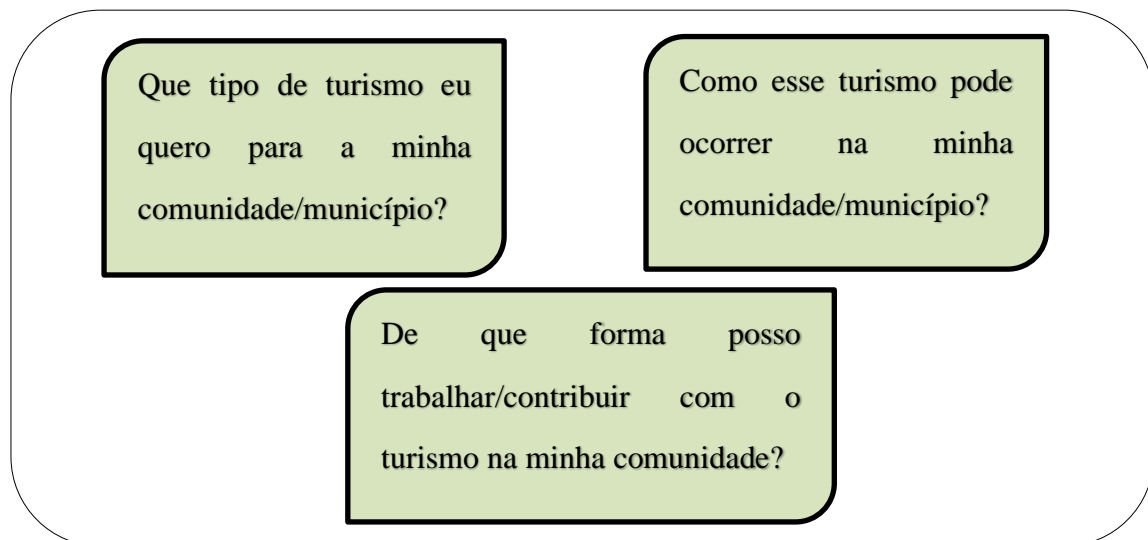 Que tipo de turismo eu
quero para a minha
comunidade/município?
Como esse turismo pode
ocorrer na minha
comunidade/município?
De que forma posso
trabalhar/contribuir com o
turismo na minha comunidade?